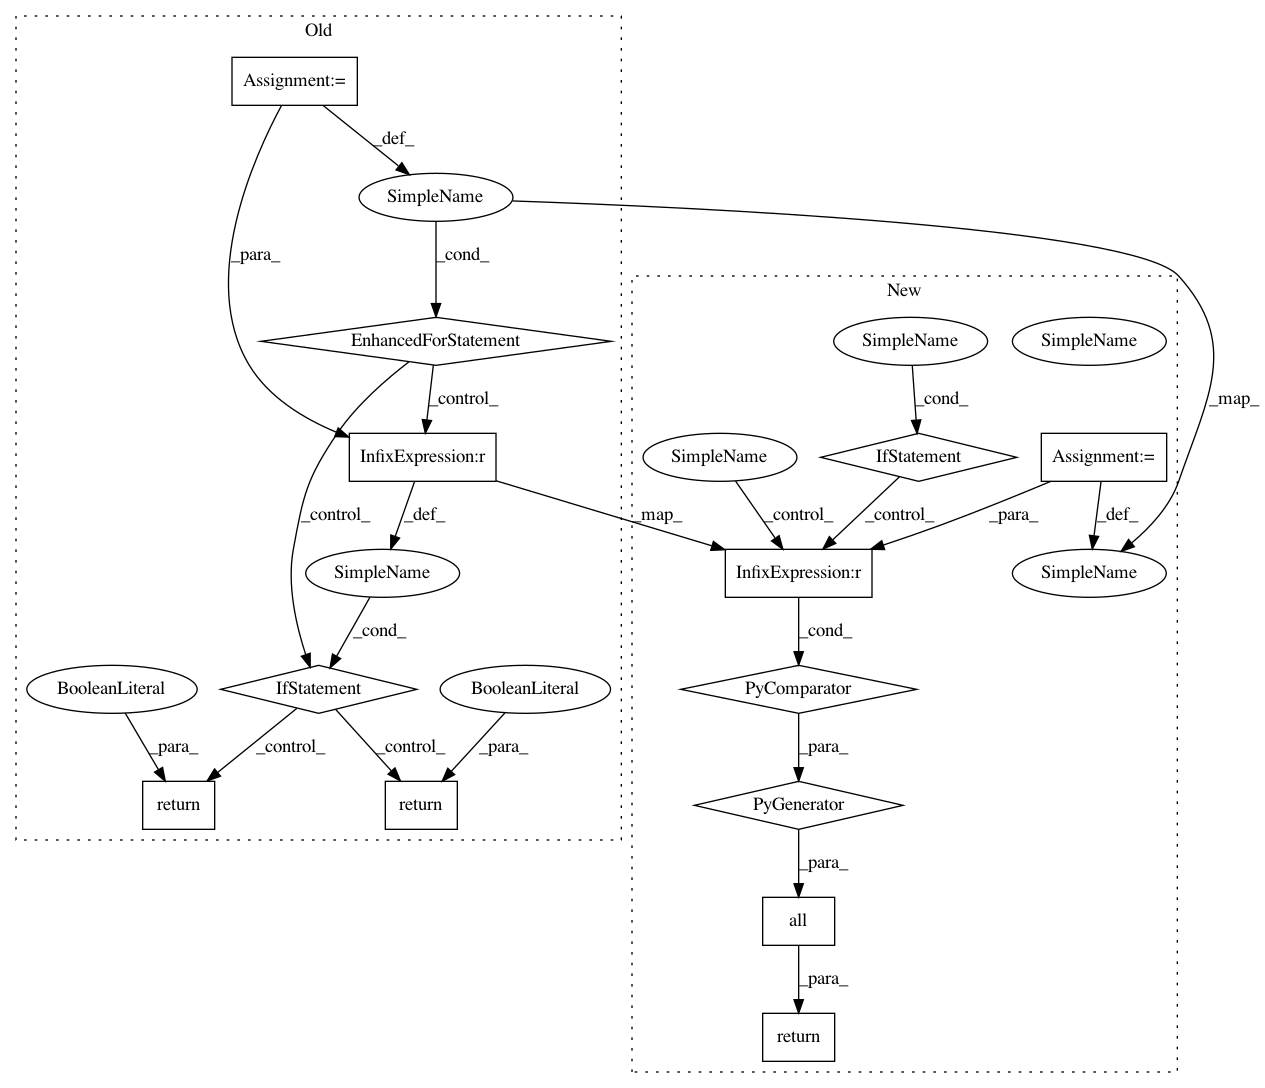 Old
Assignment:=
_def_
SimpleName
_para_
_cond_
New
EnhancedForStatement
SimpleName
SimpleName
_control_
_cond_
_map_
InfixExpression:r
SimpleName
IfStatement
Assignment:=
_control_
_def_
_map_
_control_
_control_
_para_
_def_
SimpleName
InfixExpression:r
SimpleName
_cond_
_cond_
BooleanLiteral
IfStatement
BooleanLiteral
PyComparator
_para_
_control_
_control_
_para_
_para_
return
return
PyGenerator
_para_
all
_para_
return